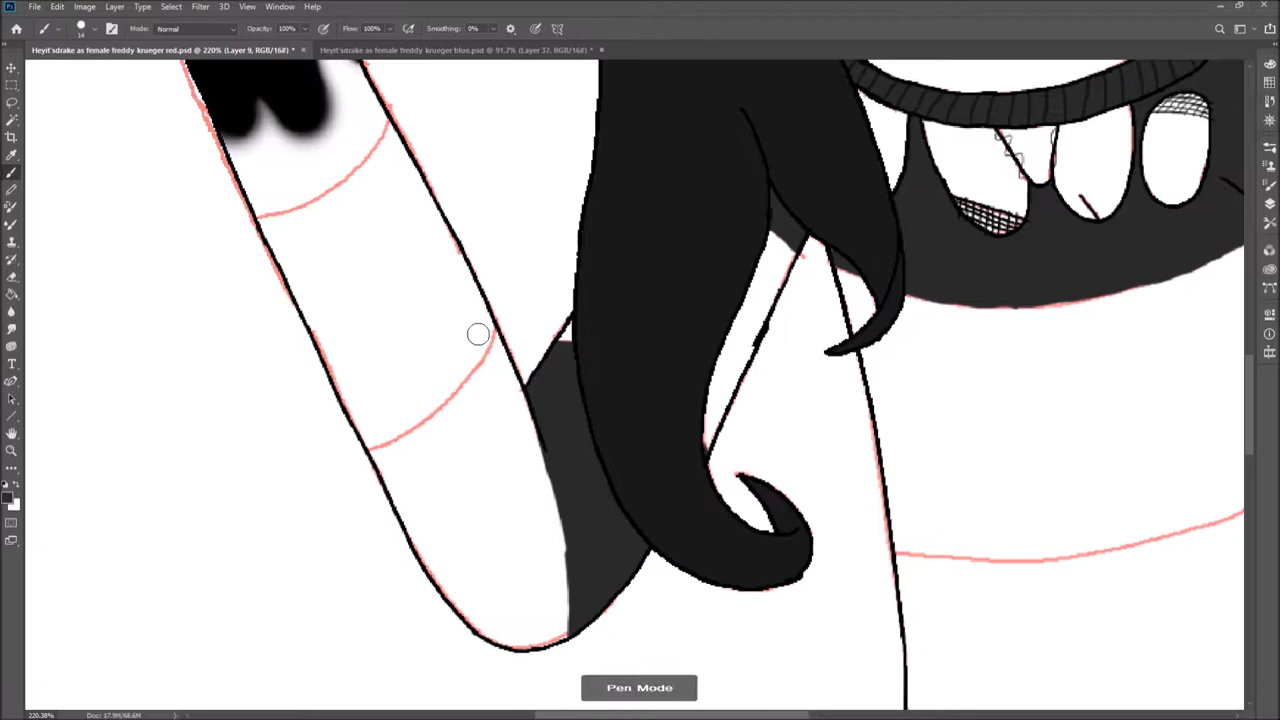 Ps File Edit Image Layer Type Select Filter 3D View Window Help
Mode: Normal Opacity: 100% Flow: 100% Smoothing: 0%
14
Heyit'sdrake as female freddy krueger red.psd @ 220% (Layer 9, RGB/16#) * × Heyit'sdrake as female freddy krueger blue.psd @ 91.7% (Layer 37, RGB/16#) * ×
Pen Mode
220.38% Doc: 17.9M/68.6M